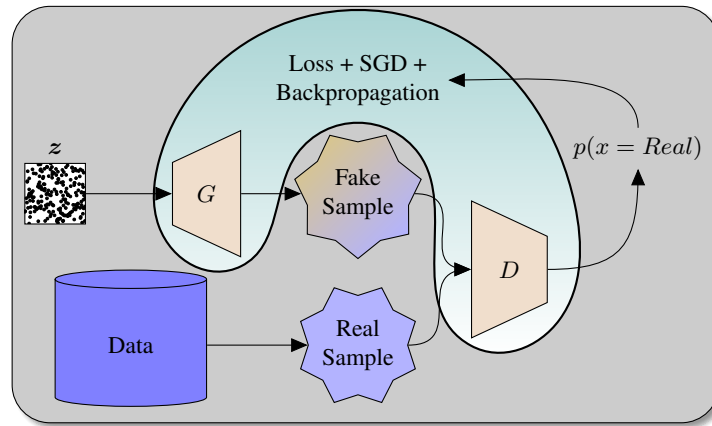 Loss + SGD +
Backpropagation
z
p(x = Real)
G
Fake
Sample
D
Data
Real
Sample